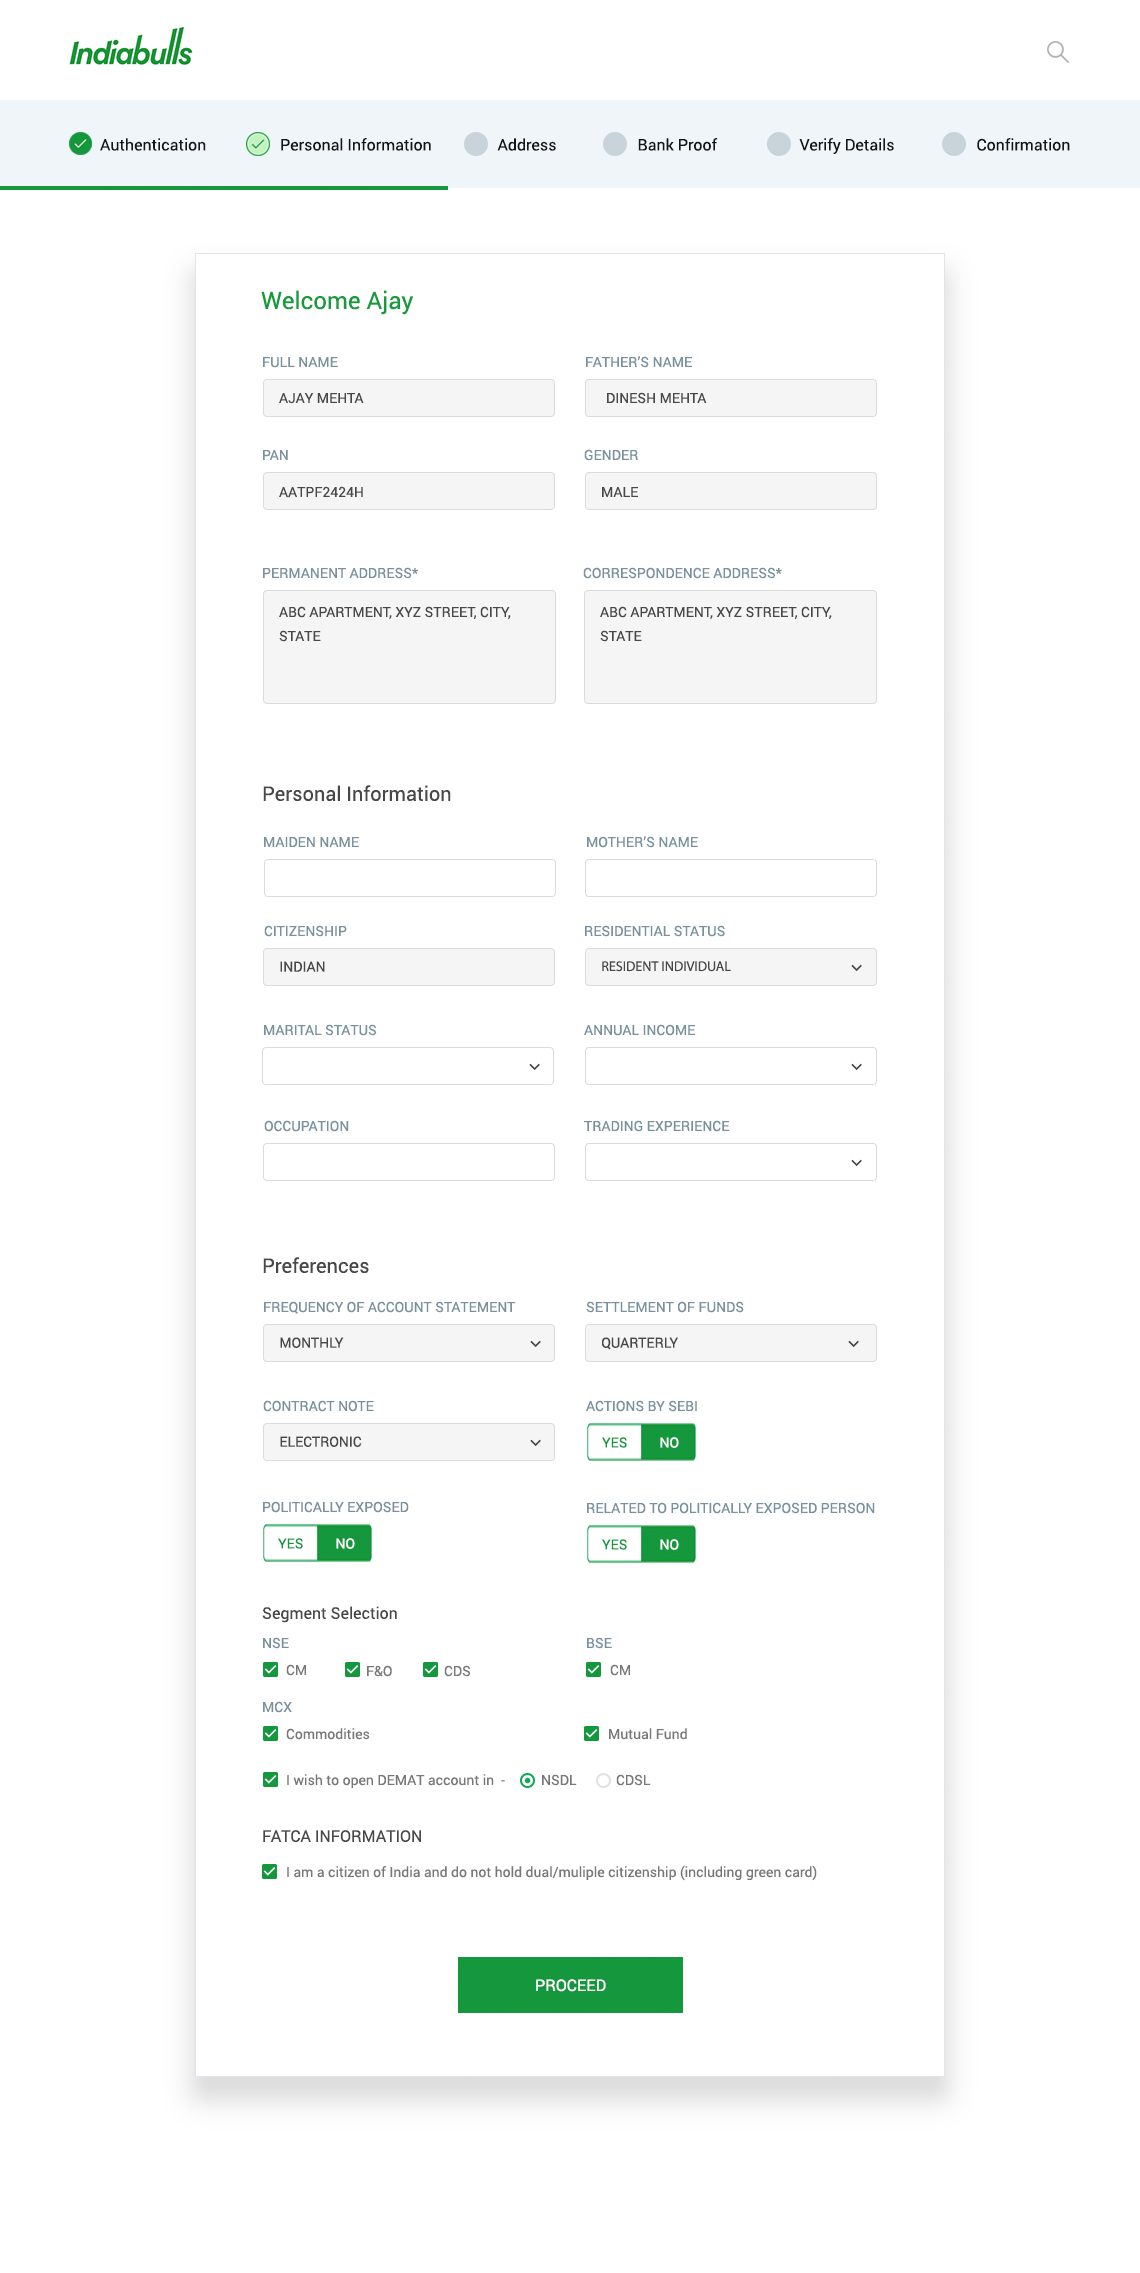 Indiabulls
Authentication Personal Information Address Bank Proof Verify Details Confirmation
Welcome Ajay
FULL NAME FATHER'S NAME
AJAY MEHTA DINESH MEHTA
PAN GENDER
AATPF2424H MALE
PERMANENT ADDRESS* CORRESPONDENCE ADDRESS*
ABC APARTMENT, XYZ STREET, CITY, ABC APARTMENT, XYZ STREET, CITY,
STATE STATE
Personal Information
MAIDEN NAME MOTHER'S NAME
CITIZENSHIP RESIDENTIAL STATUS
INDIAN RESIDENT INDIVIDUAL
MARITAL STATUS ANNUAL INCOME
OCCUPATION TRADING EXPERIENCE
Preferences
FREQUENCY OF ACCOUNT STATEMENT SETTLEMENT OF FUNDS
MONTHLY QUARTERLY
CONTRACT NOTE ACTIONS BY SEBI
ELECTRONIC YES NO
POLITICALLY EXPOSED RELATED TO POLITICALLY EXPOSED PERSON
YES NO YES NO
Segment Selection
NSE BSE
CM F&O CDS CM
MCX
Commodities Mutual Fund
I wish to open DEMAT account in - NSDL CDSL
FATCA INFORMATION
I am a citizen of India and do not hold dual/muliple citizenship (including green card)
PROCEED